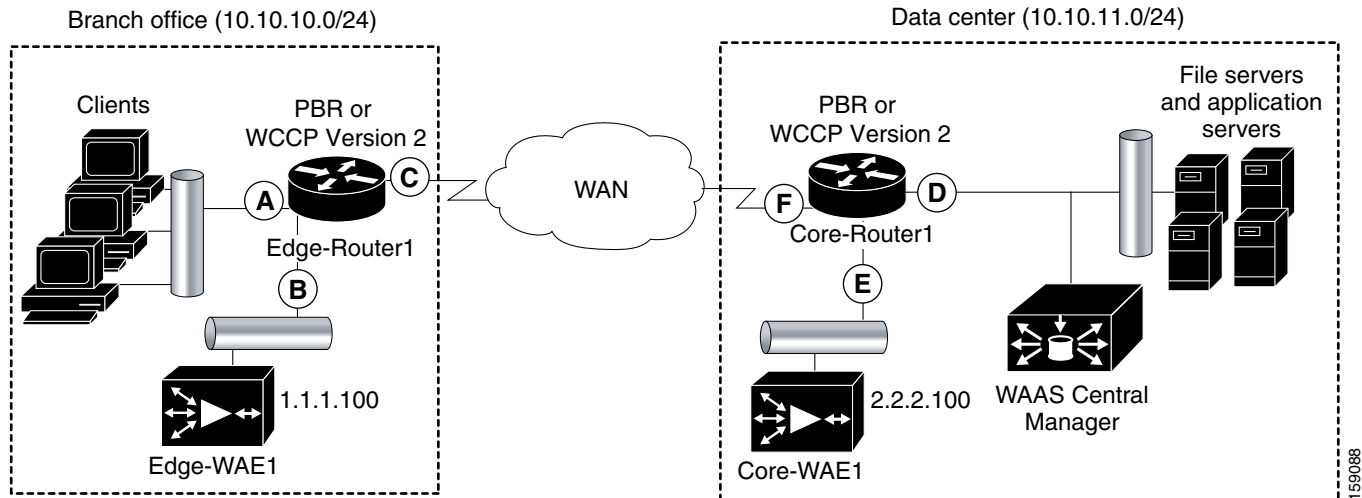 Branch office (10.10.10.0/24)
Data center (10.10.11.0/24)
Clients
PBR or
WCCP Version 2
A
C
Edge-Router1
B
1.1.1.100
Edge-WAE1
WAN
PBR or
WCCP Version 2
F
D
Core-Router1
E
2.2.2.100
Core-WAE1
File servers
and application
servers
WAAS Central
Manager
159088